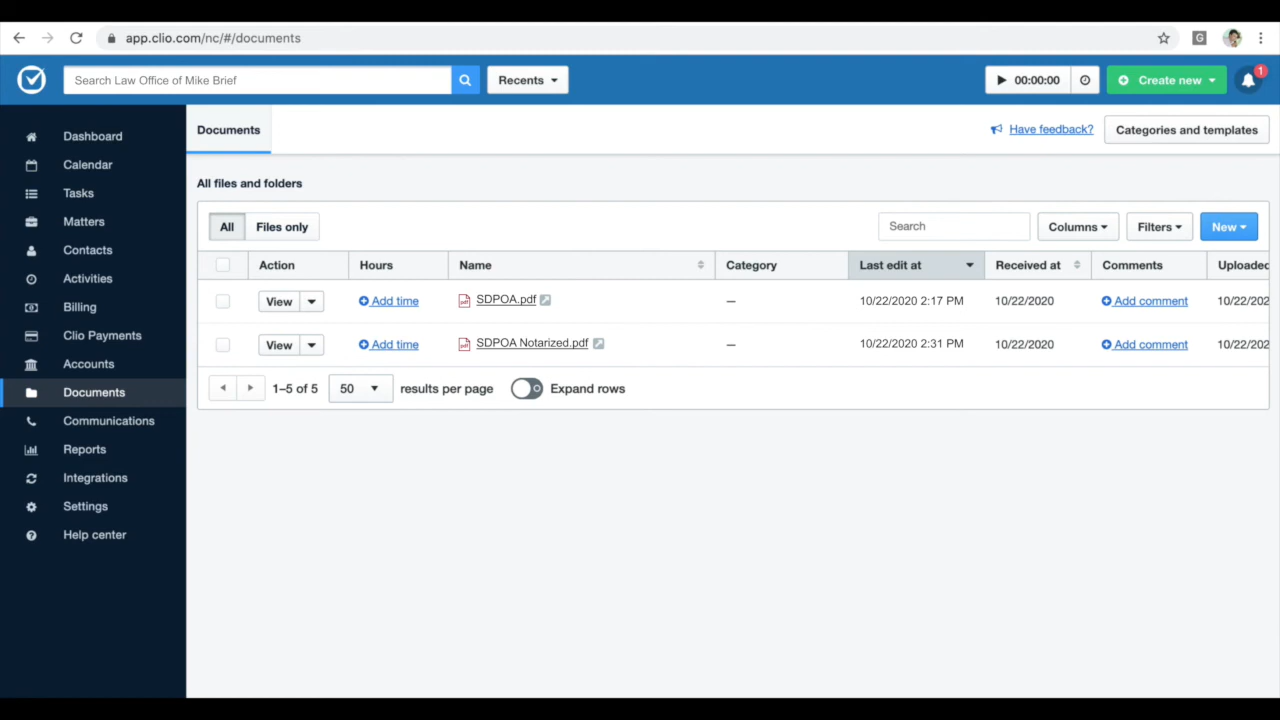 app.clio.com/nc/#/documents
G
Search Law Office of Mike Brief
Recents
00:00:00
Create new
1
Dashboard
Calendar
Tasks
Matters
Contacts
Activities
Billing
Clio Payments
Accounts
Documents
Communications
Reports
Integrations
Settings
Help center
Documents
Have feedback?
Categories and templates
All files and folders
All
Files only
Search
Columns
Filters
New
Action Hours Name Category Last edit at Received at Comments Uploaded
View Add time SDPOA.pdf — 10/22/2020 2:17 PM 10/22/2020 Add comment 10/22/202
View Add time SDPOA Notarized.pdf — 10/22/2020 2:31 PM 10/22/2020 Add comment 10/22/202
1–5 of 5 50 results per page Expand rows